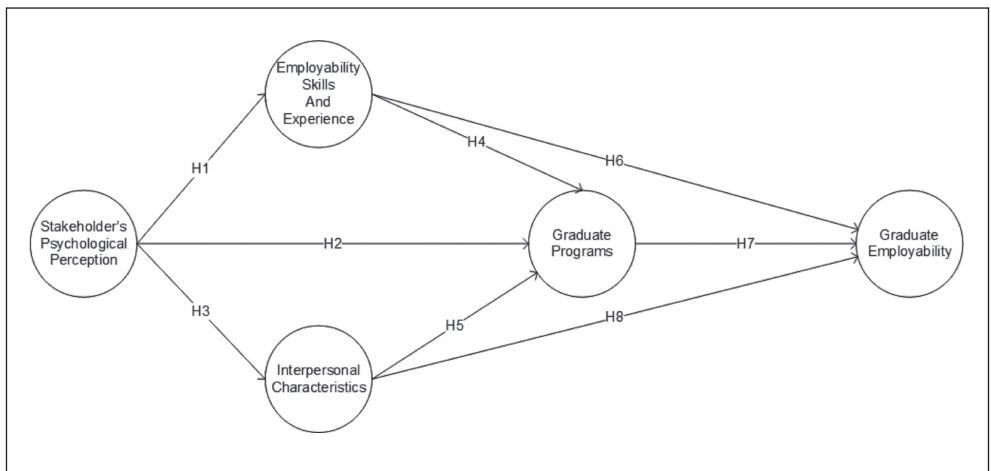 Employability
Skills
And
Experience
H4
H6
H1
Stakeholder's
Psychological
Perception
H2
Graduate
Programs
H7
Graduate
Employability
H3
H5
H8
Interpersonal
Characteristics